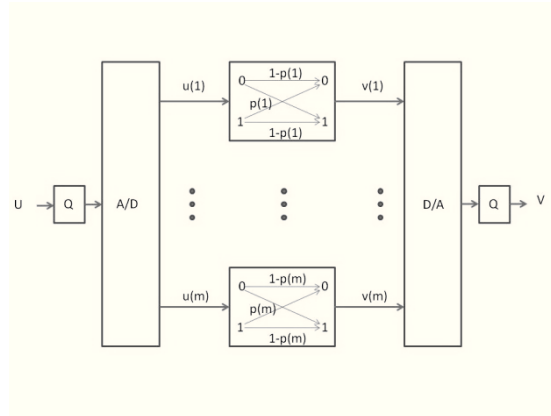 1-p(1)
u(1) 0 0 v(1)
p(1)
1 1
1-p(1)
U Q A/D D/A Q V
1-p(m)
u(m) 0 0 v(m)
p(m)
1 1
1-p(m)